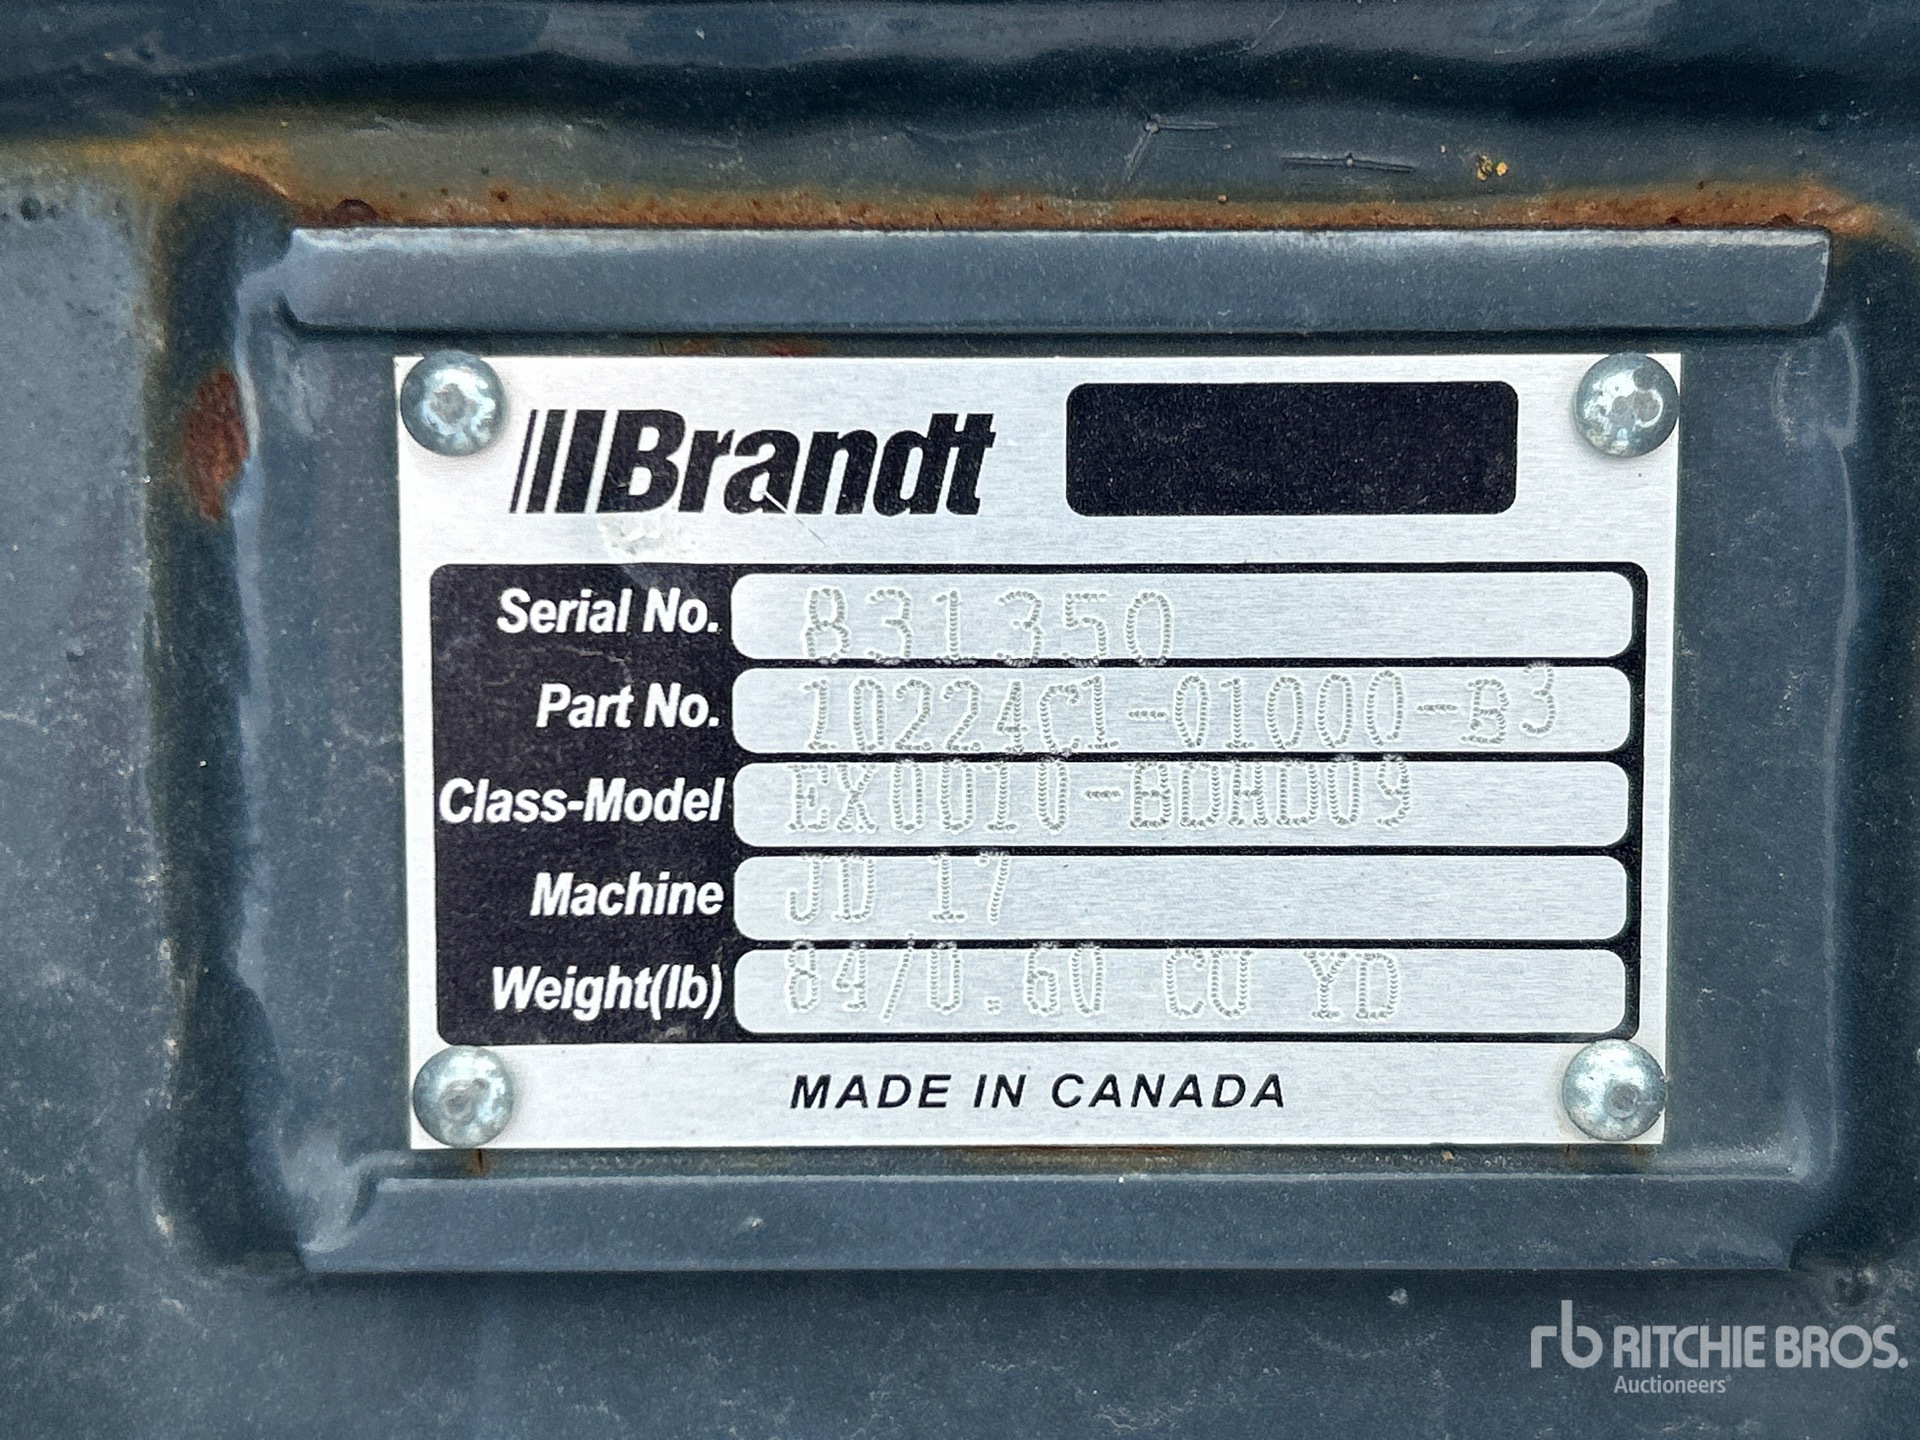 Brandt
Serial No. 831350
Part No. 10224C1-01000-B3
Class-Model EX0010-BDHD09
Machine JD 17
Weight(lb) 84/0.60 CU YD
MADE IN CANADA
rb RITCHIE BROS.
Auctioneers